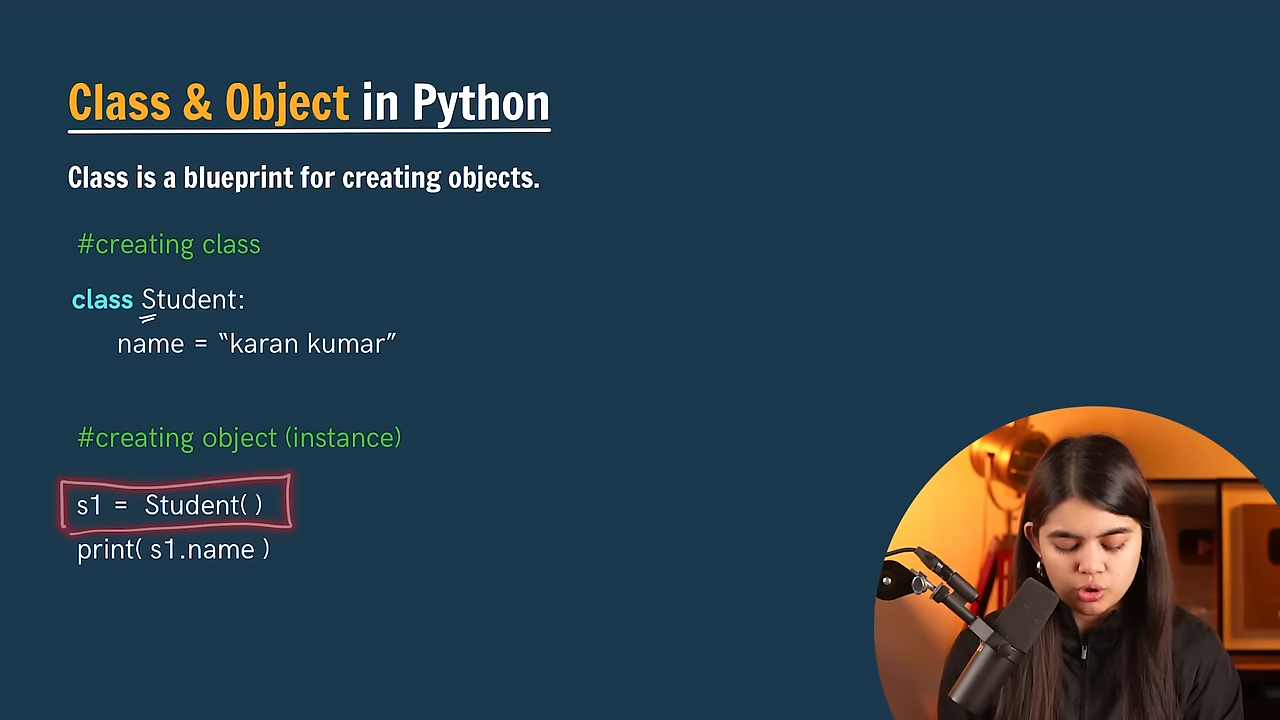 Class & Object in Python
Class is a blueprint for creating objects.
#creating class
class Student:
name = “karan kumar”
#creating object (instance)
s1 = Student( )
print( s1.name )